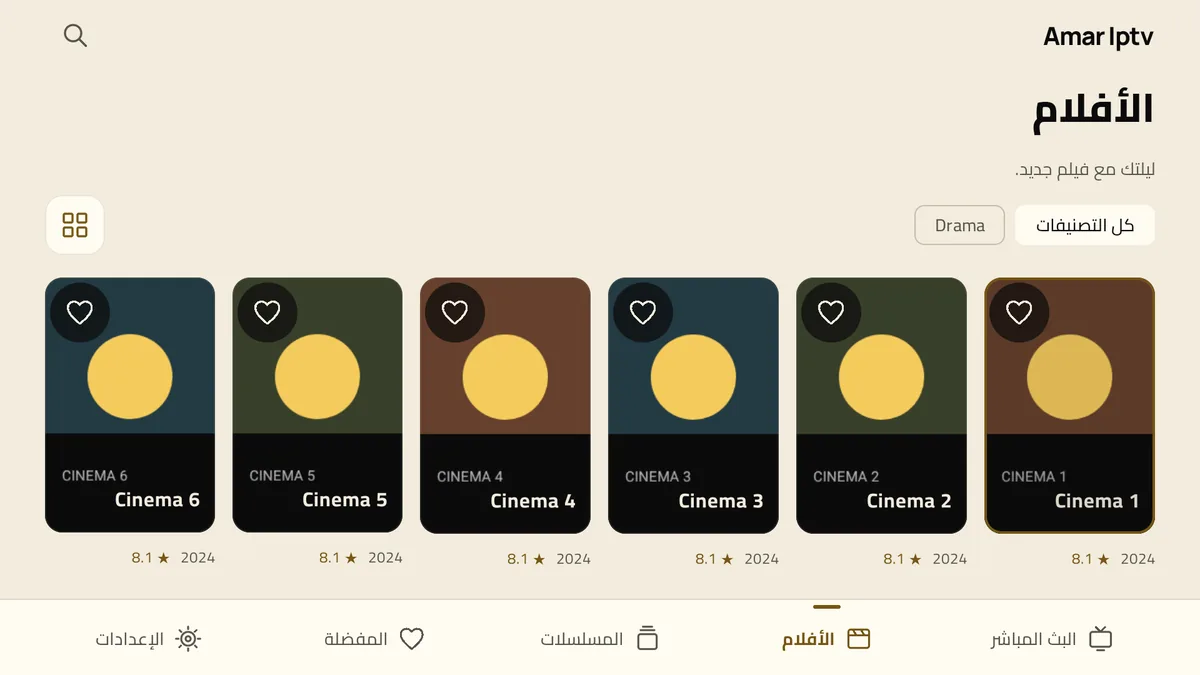 Amar Iptv
الأفلام
ليلتك مع فيلم جديد.
كل التصنيفات
Drama
CINEMA 1
Cinema 1
2024 ★ 8.1
CINEMA 2
Cinema 2
2024 ★ 8.1
CINEMA 3
Cinema 3
2024 ★ 8.1
CINEMA 4
Cinema 4
2024 ★ 8.1
CINEMA 5
Cinema 5
2024 ★ 8.1
CINEMA 6
Cinema 6
2024 ★ 8.1
البث المباشر
الأفلام
المسلسلات
المفضلة
الإعدادات